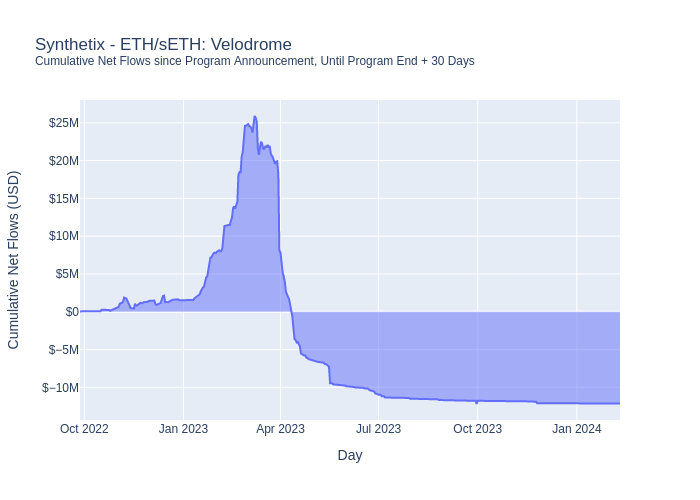 Synthetix - ETH/sETH: Velodrome
Cumulative Net Flows since Program Announcement, Until Program End + 30 Days
Cumulative Net Flows (USD)
$25M
$20M
$15M
$10M
$5M
$0
$−5M
$−10M
Oct 2022 Jan 2023 Apr 2023 Jul 2023 Oct 2023 Jan 2024
Day